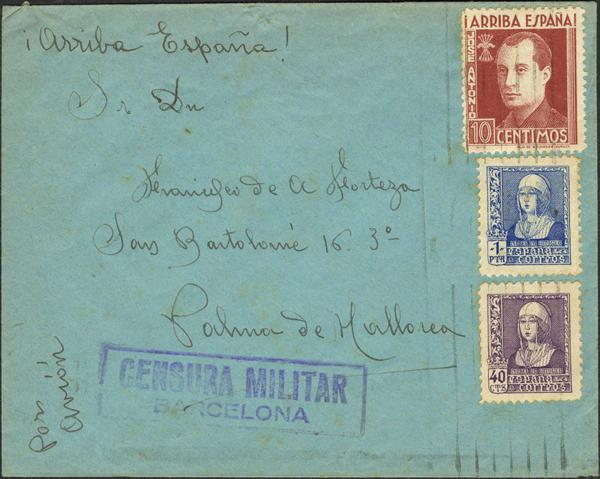 ¡Arriba España!
Sr Dn
Francisco de A Forteza
San Bartolomé 16. 3º
Palma de Mallorca
por
avión
CENSURA MILITAR
BARCELONA
¡ARRIBA ESPAÑA!
JOSE ANTONIO
10 CENTIMOS
1 PTA
ESPAÑA
CORREOS
40 CTS
ESPAÑA
CORREOS